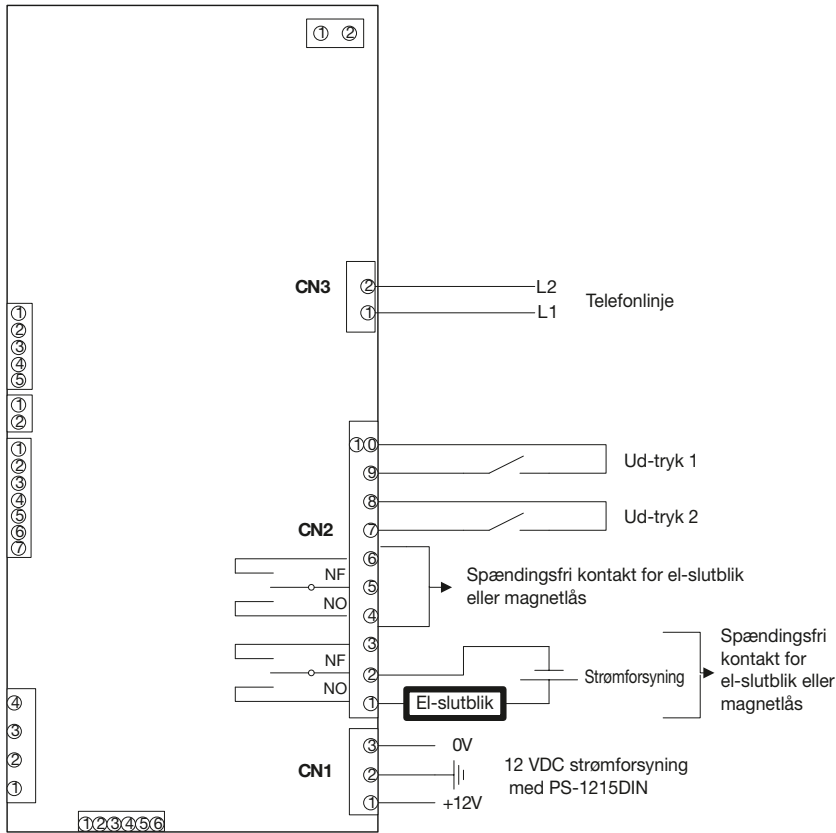 ① ②
CN3
②
L2
①
L1
Telefonlinje
①
②
③
④
⑤
①
②
①
②
③
④
⑤
⑥
⑦
CN2
①⓪
⑨
Ud-tryk 1
⑧
⑦
Ud-tryk 2
⑥
NF
⑤
NO
④
Spændingsfri kontakt for el-slutblik
eller magnetlås
③
NF
②
NO
①
El-slutblik
Strømforsyning
Spændingsfri
kontakt for
el-slutblik eller
magnetlås
④
③
②
①
CN1
③
0V
②
①
+12V
12 VDC strømforsyning
med PS-1215DIN
①②③④⑤⑥